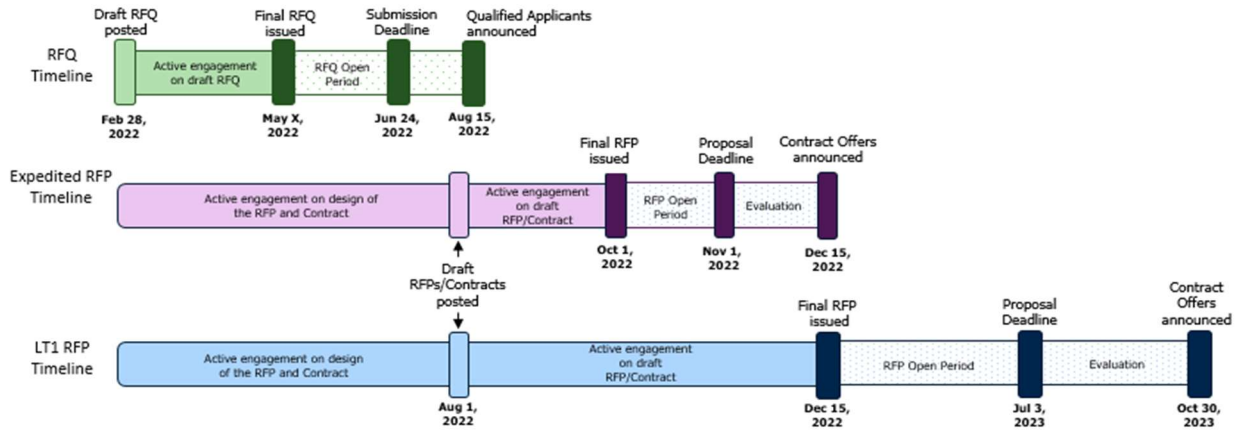 RFQ
Timeline
Draft RFQ
posted
Final RFQ
issued
Submission
Deadline
Qualified Applicants
announced
Active engagement
on draft RFQ
RFQ Open
Period
Feb 28,
2022
May X,
2022
Jun 24,
2022
Aug 15,
2022
Expedited RFP
Timeline
Final RFP
issued
Proposal
Deadline
Contract Offers
announced
Active engagement on design of
the RFP and Contract
Active engagement
on draft
RFP/Contract
RFP Open
Period
Evaluation
Oct 1,
2022
Nov 1,
2022
Dec 15,
2022
Draft
RFPs/Contracts
posted
LT1 RFP
Timeline
Final RFP
issued
Proposal
Deadline
Contract
Offers
announced
Active engagement on design
of the RFP and Contract
Active engagement
on draft
RFP/Contract
RFP Open Period
Evaluation
Aug 1,
2022
Dec 15,
2022
Jul 3,
2023
Oct 30,
2023